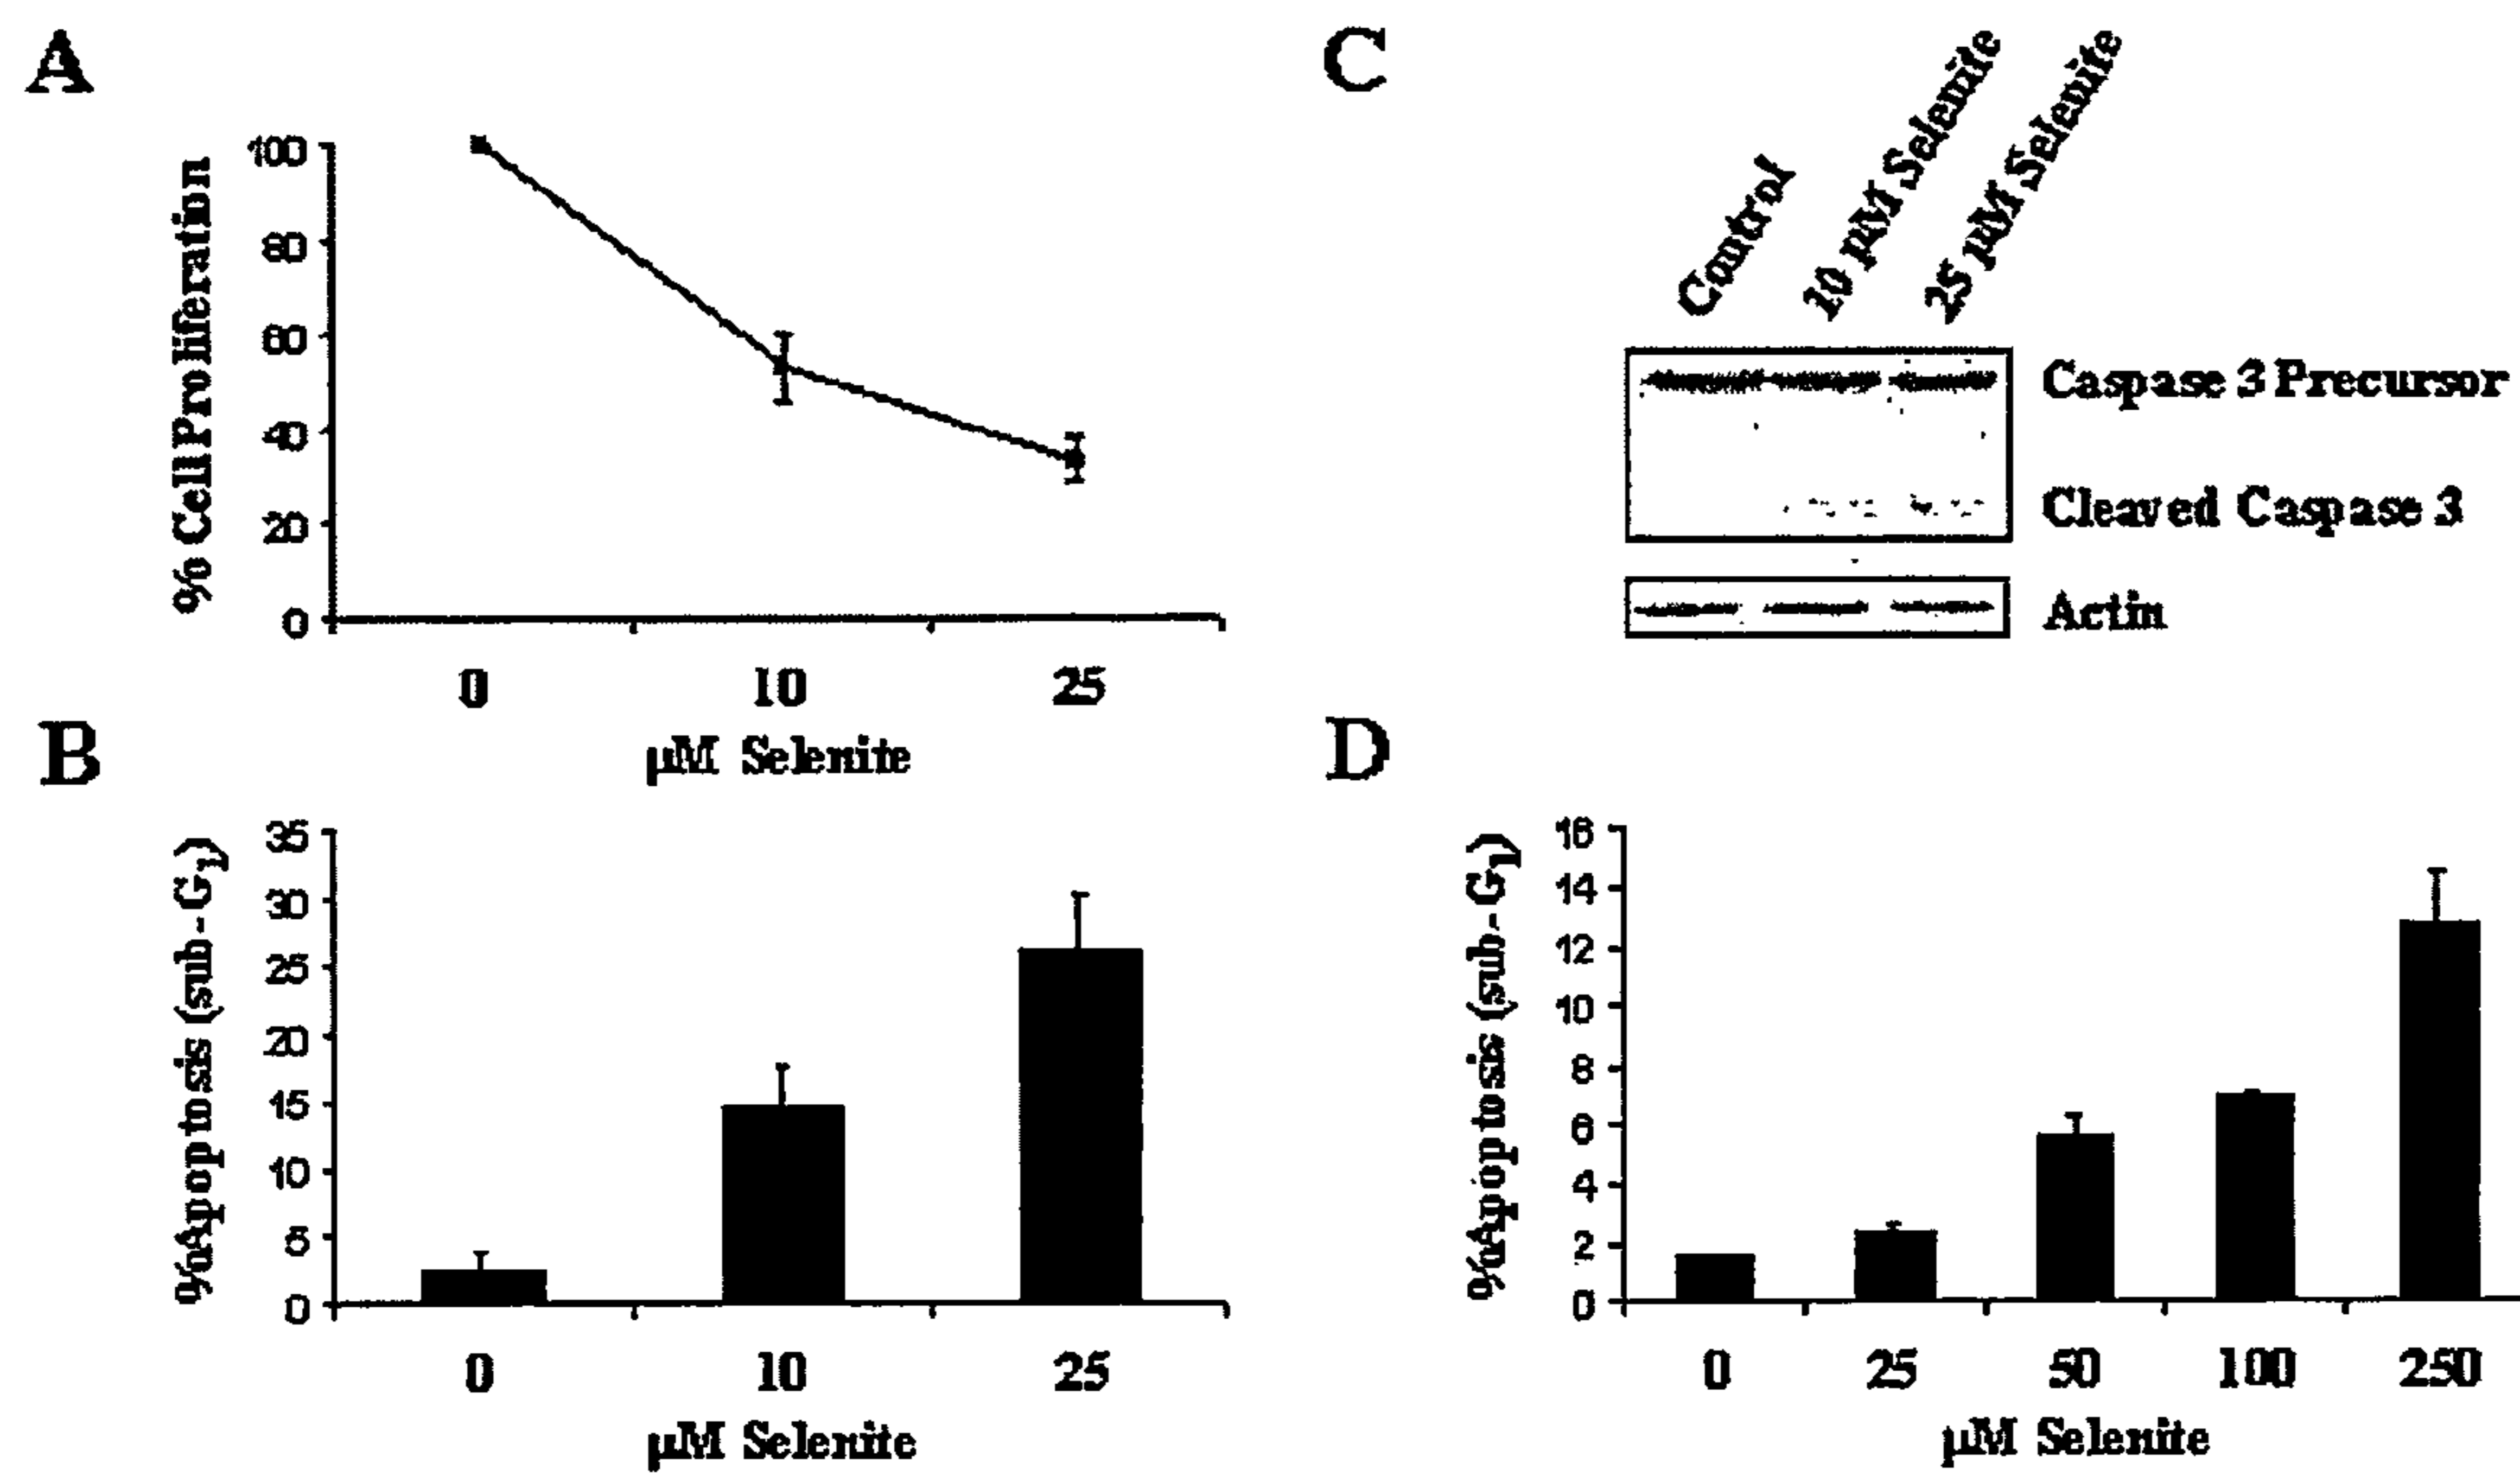 A
% Cell Proliferation
100
80
60
40
20
0
0 10 25
µM Selenite
B
%Apoptosis (sub-G1)
35
30
25
20
15
10
5
0
0 10 25
µM Selenite
C
Control
10 µM Selenite
25 µM Selenite
Caspase 3 Precursor
Cleaved Caspase 3
Actin
D
%Apoptosis (sub-G1)
16
14
12
10
8
6
4
2
0
0 25 50 100 250
µM Selenite